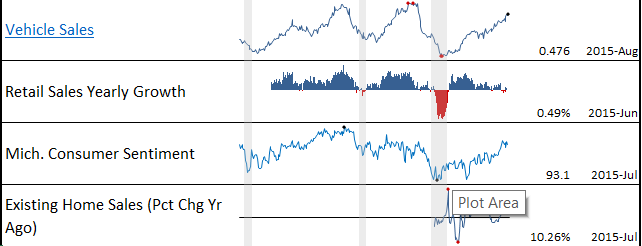 Vehicle Sales
0.476 2015-Aug
Retail Sales Yearly Growth
0.49% 2015-Jun
Mich. Consumer Sentiment
93.1 2015-Jul
Existing Home Sales (Pct Chg Yr
Ago)
Plot Area
10.26% 2015-Jul